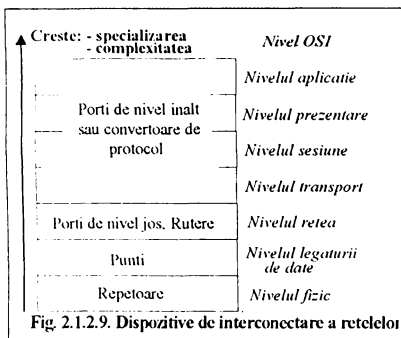 Creste: - specializarea
- complexitatea
Nivel OSI
Nivelul aplicatie
Porti de nivel inalt
sau convertoare de
protocol
Nivelul prezentare
Nivelul sesiune
Nivelul transport
Porti de nivel jos, Rutere
Nivelul retea
Punti
Nivelul legaturii
de date
Repetoare
Nivelul fizic
Fig. 2.1.2.9. Dispozitive de interconectare a retelelor